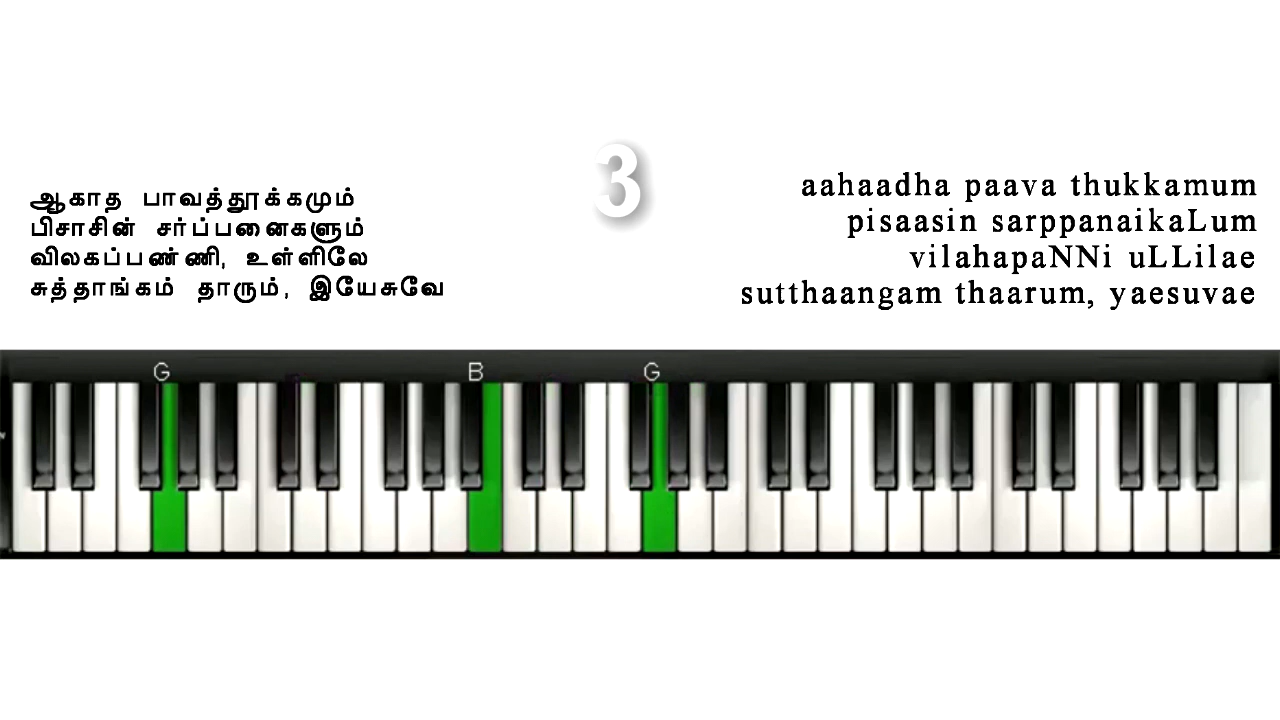 ஆகாத பாவத்தூக்கமும்
பிசாசின் சர்ப்பனைகளும்
விலகப்பண்ணி, உள்ளிலே
சுத்தாங்கம் தாரும், இயேசுவே
3
aahaadha paava thukkamum
pisaasin sarppanaikaLum
vilahapaNNi uLLilae
sutthaangam thaarum, yaesuvae
G B G